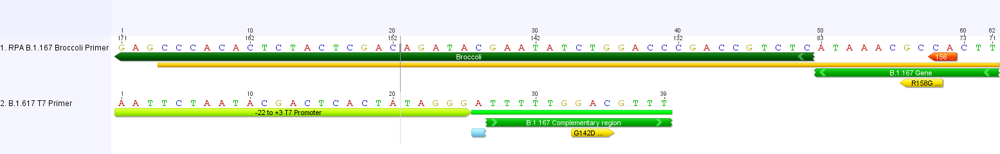 1 10 20 30 40 50 60 62
171 162 152 142 132 83 73 71
1. RPA B.1.167 Broccoli Primer G A G C C C A C A C T C T A C T C G A C A G A T A C G A A T A T C T G G A C C C G A C C G T C T C A T A A A C G C C A C T T
Broccoli 156 ...
B.1.167 Gene
R158G ...
1 10 20 30 39
2. B.1.617 T7 Primer A A T T C T A A T A C G A C T C A C T A T A G G G A T T T T T G G A C G T T T
-22 to +3 T7 Promoter
B.1.167 Complementary region
G142D ...